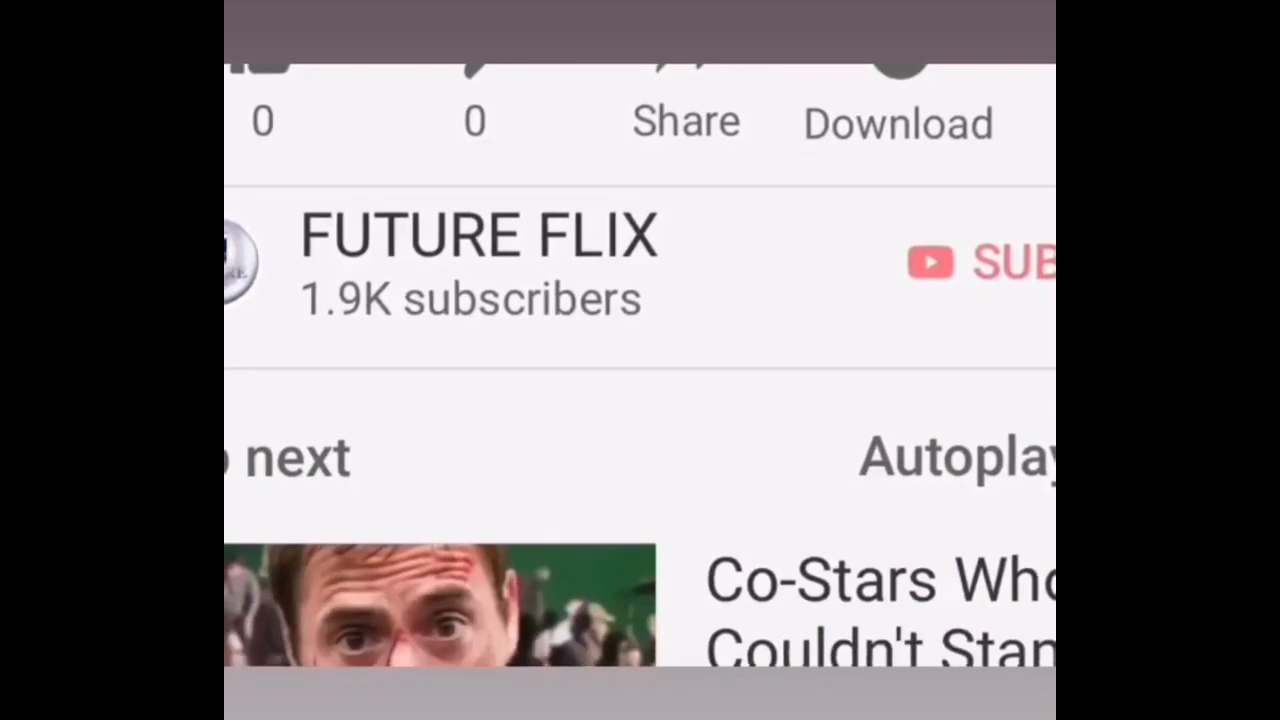 0 0 Share Download
FUTURE FLIX
1.9K subscribers
SUB
next
Autoplay
Co-Stars Who
Couldn't Stan